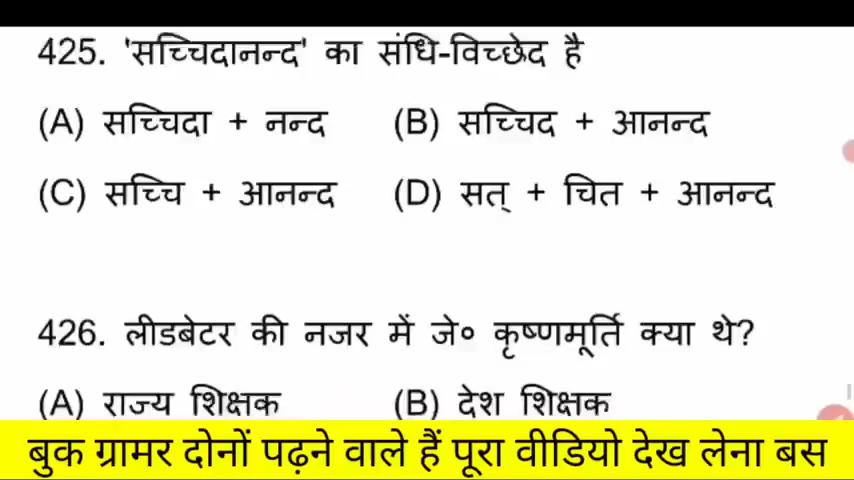 425. 'सच्चिदानन्द' का संधि-विच्छेद है
(A) सच्चिदा + नन्द (B) सच्चिद + आनन्द
(C) सच्चि + आनन्द (D) सत् + चित + आनन्द
426. लीडबेटर की नजर में जे० कृष्णमूर्ति क्या थे?
(A) राज्य शिक्षक (B) देश शिक्षक
बुक ग्रामर दोनों पढ़ने वाले हैं पूरा वीडियो देख लेना बस